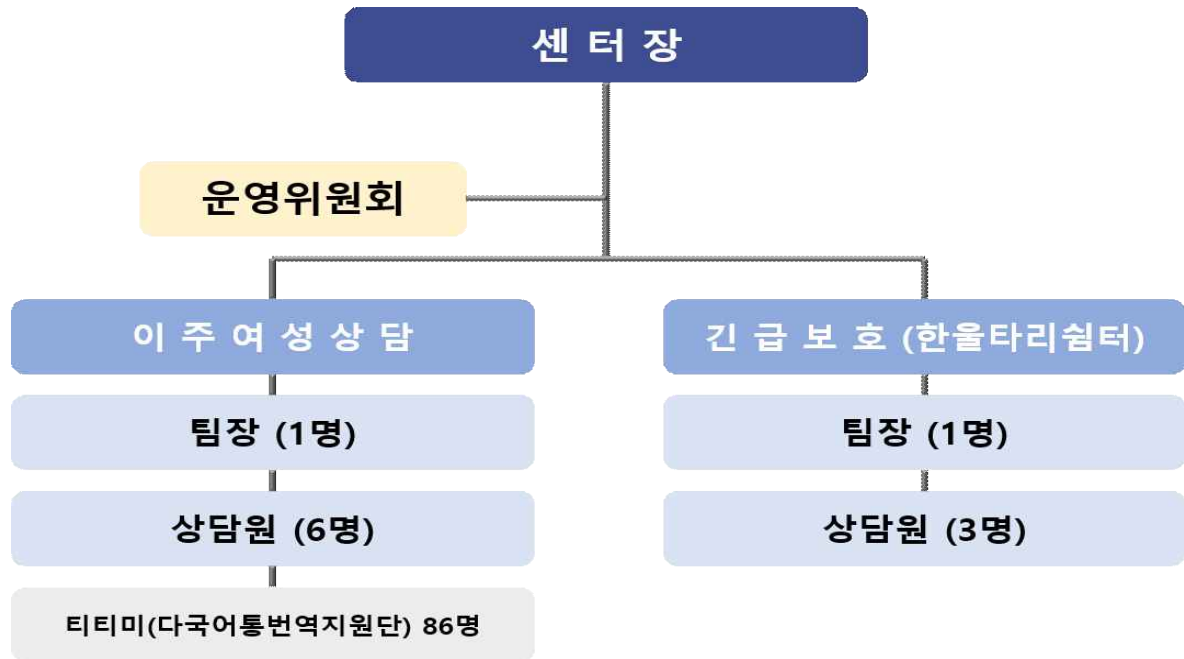 센 터 장
운영위원회
이 주 여 성 상 담
팀장 (1명)
상담원 (6명)
티티미(다국어통번역지원단) 86명
긴 급 보 호 (한울타리쉼터)
팀장 (1명)
상담원 (3명)